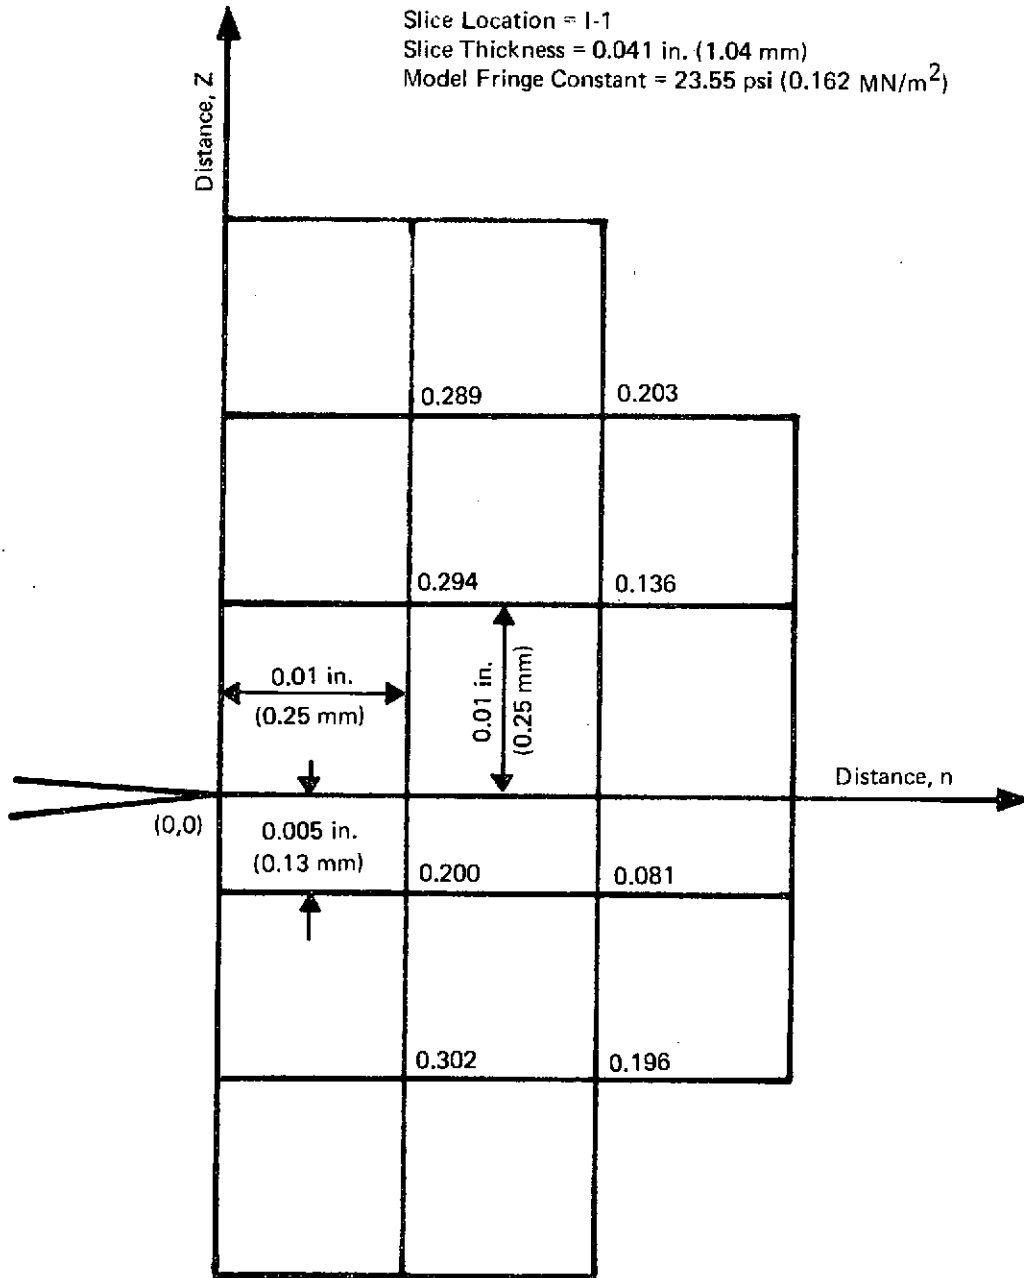 Slice Location = I-1
Slice Thickness = 0.041 in. (1.04 mm)
Model Fringe Constant = 23.55 psi (0.162 MN/m²)
Distance, Z
0.289
0.203
0.294
0.136
0.01 in.
(0.25 mm)
0.01 in.
(0.25 mm)
Distance, n
(0,0)
0.005 in.
(0.13 mm)
0.200
0.081
0.302
0.196